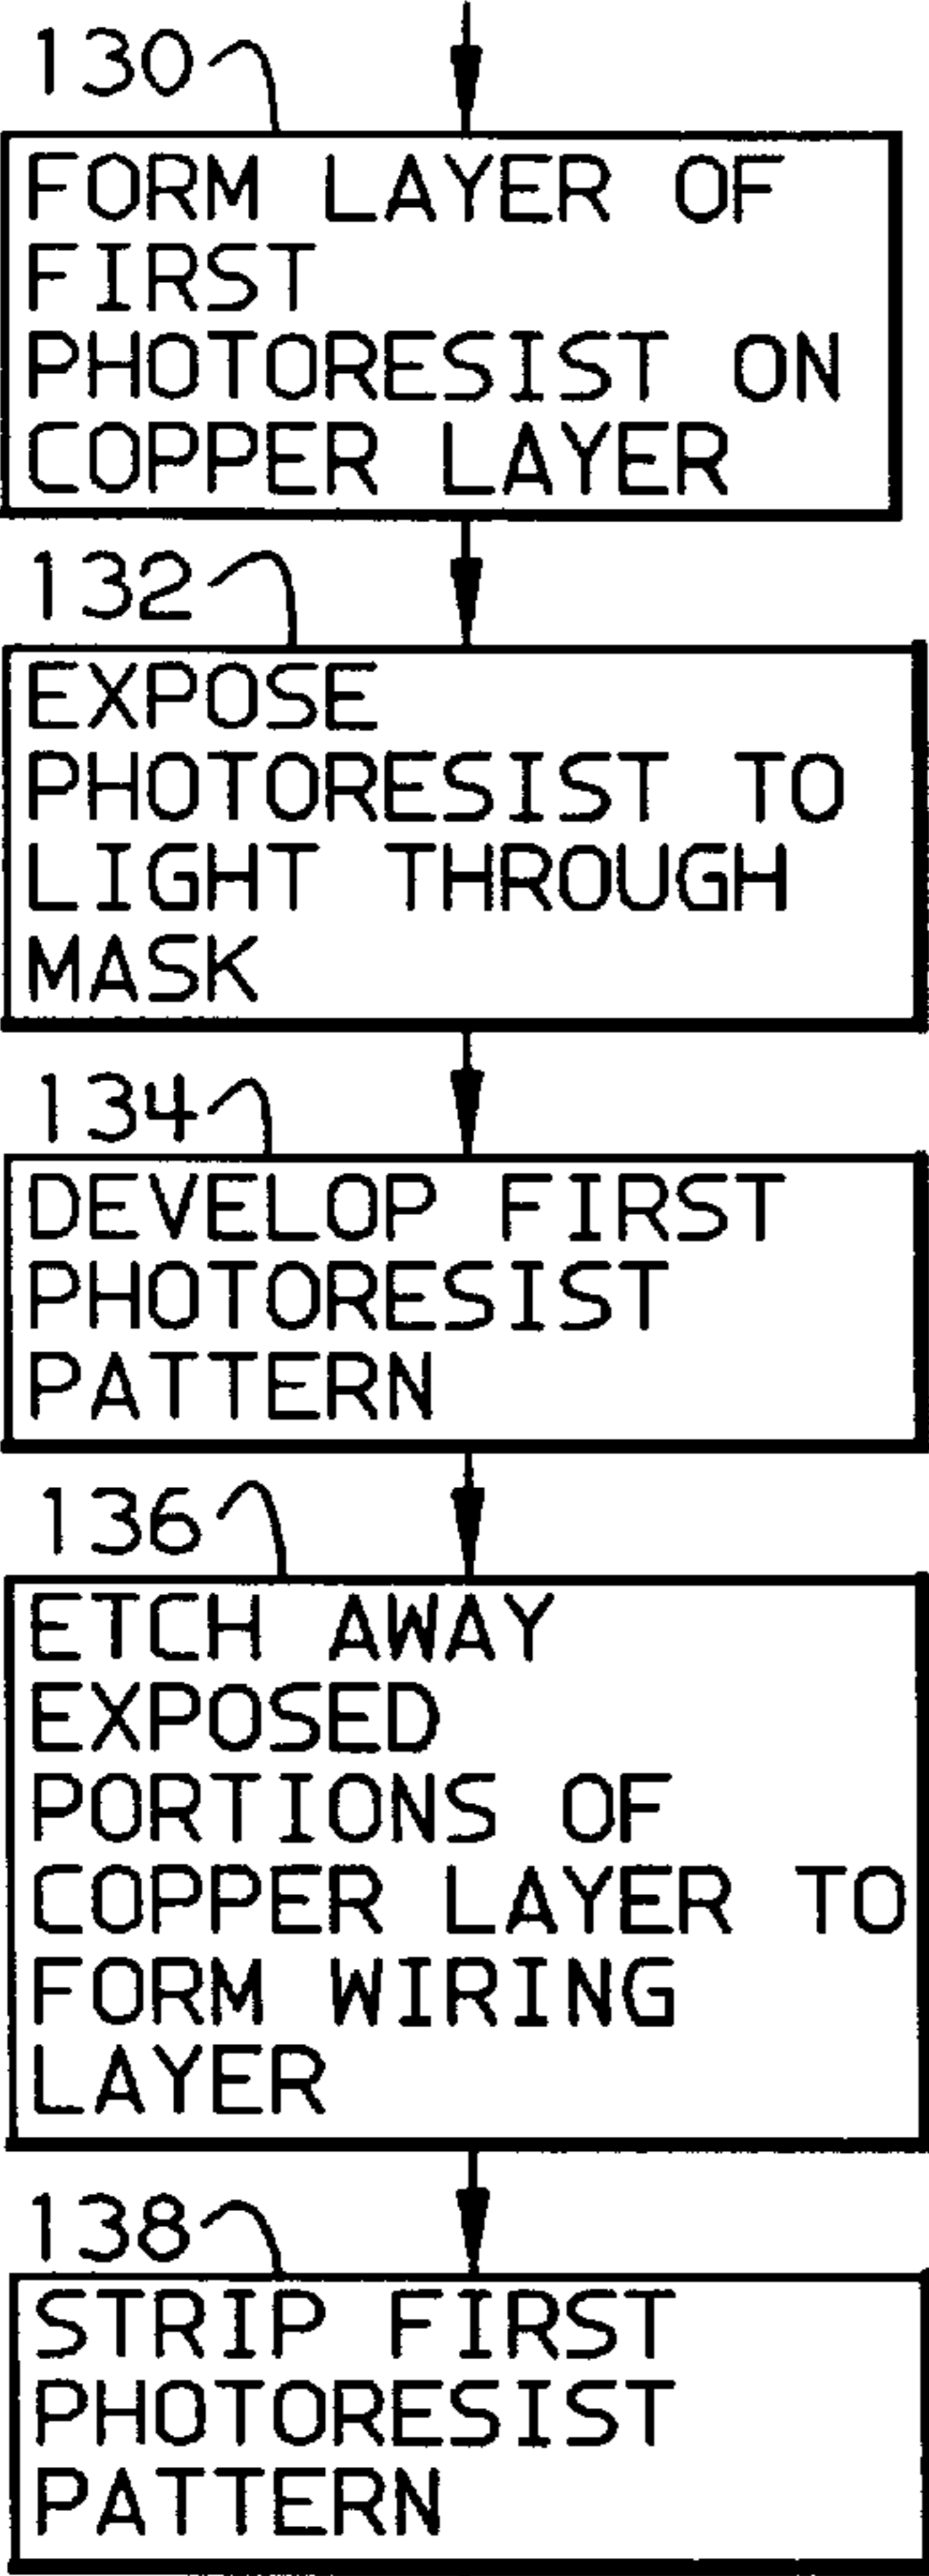 130
FORM LAYER OF
FIRST
PHOTORESIST ON
COPPER LAYER
132
EXPOSE
PHOTORESIST TO
LIGHT THROUGH
MASK
134
DEVELOP FIRST
PHOTORESIST
PATTERN
136
ETCH AWAY
EXPOSED
PORTIONS OF
COPPER LAYER TO
FORM WIRING
LAYER
138
STRIP FIRST
PHOTORESIST
PATTERN